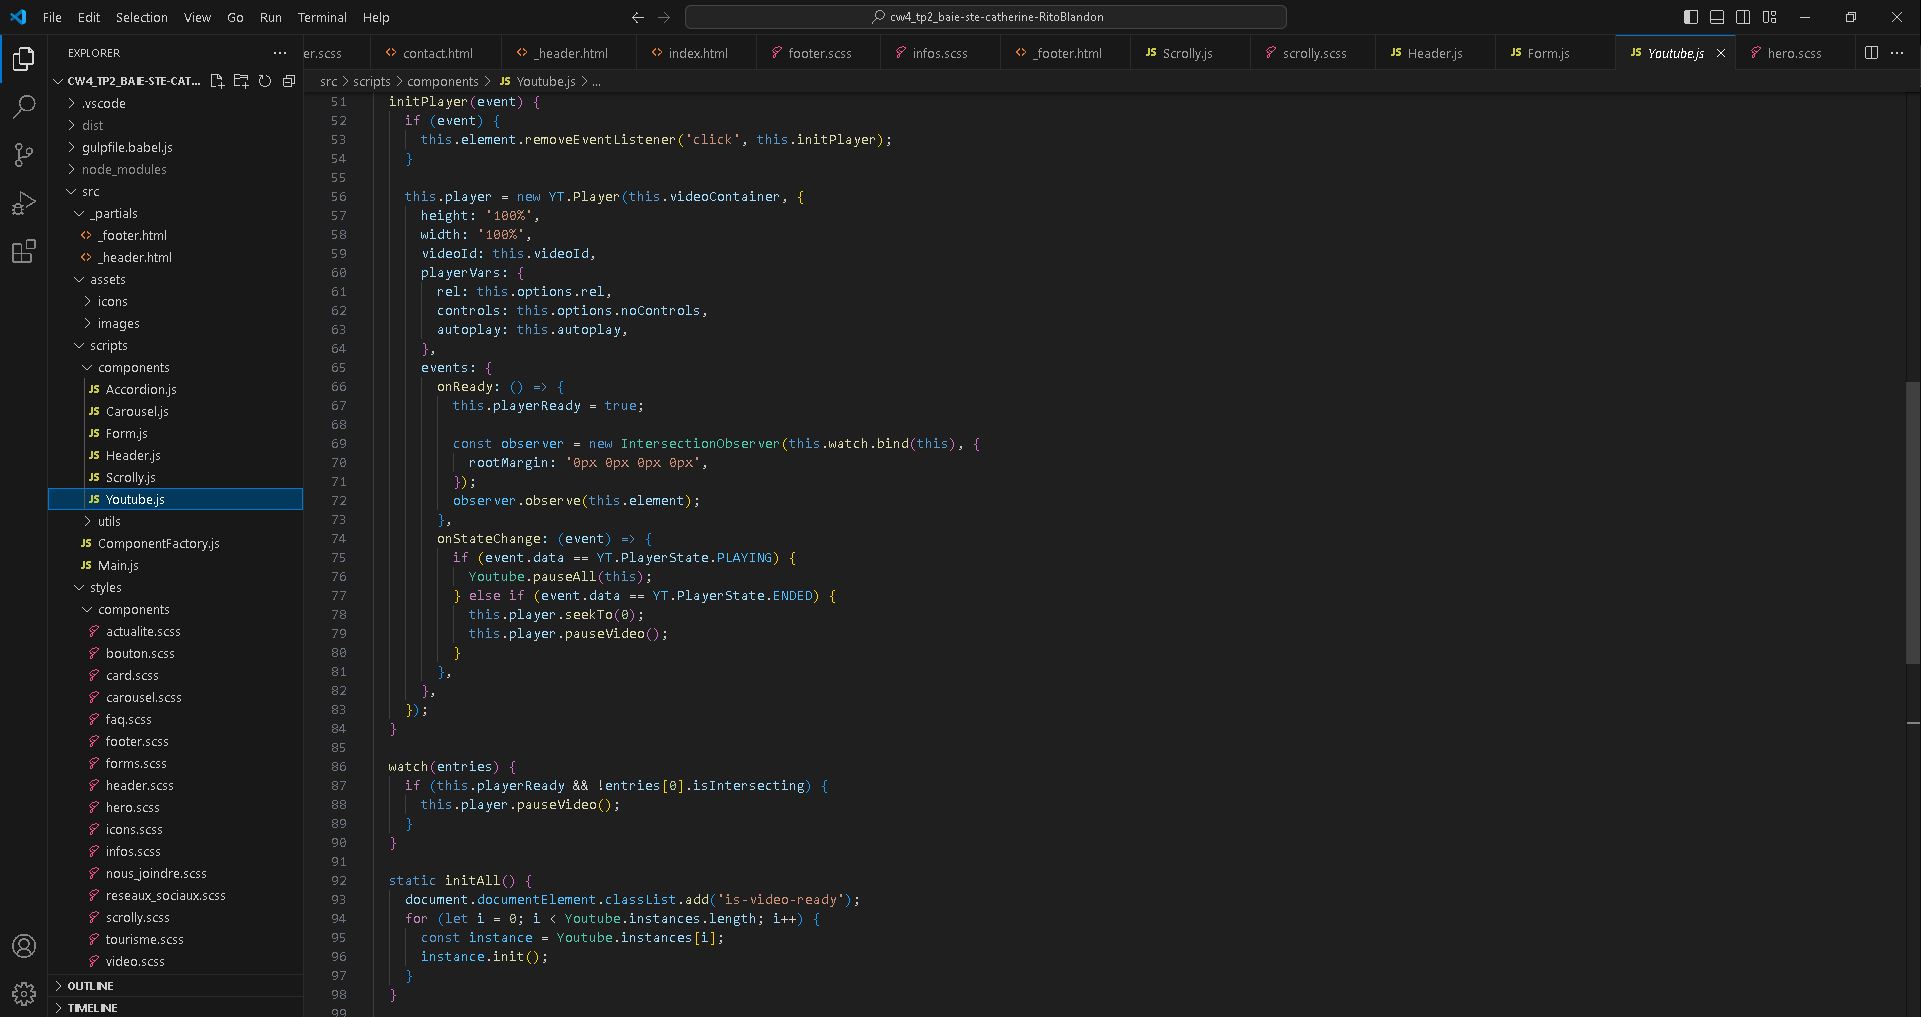 File Edit Selection View Go Run Terminal Help
cw4_tp2_baie-ste-catherine-RitoBlandon
EXPLORER
CW4_TP2_BAIE-STE-CAT...
.vscode
dist
gulpfile.babel.js
node_modules
src
_partials
_footer.html
_header.html
assets
icons
images
scripts
components
Accordion.js
Carousel.js
Form.js
Header.js
Scrolly.js
Youtube.js
utils
ComponentFactory.js
Main.js
styles
components
actualite.scss
bouton.scss
card.scss
carousel.scss
faq.scss
footer.scss
forms.scss
header.scss
hero.scss
icons.scss
infos.scss
nous_joindre.scss
reseaux_sociaux.scss
scrolly.scss
tourisme.scss
video.scss
OUTLINE
TIMELINE
er.scss contact.html _header.html index.html footer.scss infos.scss _footer.html Scrolly.js scrolly.scss Header.js Form.js Youtube.js hero.scss
src > scripts > components > JS Youtube.js > ...
51 initPlayer(event) {
52 if (event) {
53 this.element.removeEventListener('click', this.initPlayer);
54 }
55
56 this.player = new YT.Player(this.videoContainer, {
57 height: '100%',
58 width: '100%',
59 videoId: this.videoId,
60 playerVars: {
61 rel: this.options.rel,
62 controls: this.options.noControls,
63 autoplay: this.autoplay,
64 },
65 events: {
66 onReady: () => {
67 this.playerReady = true;
68
69 const observer = new IntersectionObserver(this.watch.bind(this), {
70 rootMargin: '0px 0px 0px 0px',
71 });
72 observer.observe(this.element);
73 },
74 onStateChange: (event) => {
75 if (event.data == YT.PlayerState.PLAYING) {
76 Youtube.pauseAll(this);
77 } else if (event.data == YT.PlayerState.ENDED) {
78 this.player.seekTo(0);
79 this.player.pauseVideo();
80 }
81 },
82 },
83 });
84 }
85
86 watch(entries) {
87 if (this.playerReady && !entries[0].isIntersecting) {
88 this.player.pauseVideo();
89 }
90 }
91
92 static initAll() {
93 document.documentElement.classList.add('is-video-ready');
94 for (let i = 0; i < Youtube.instances.length; i++) {
95 const instance = Youtube.instances[i];
96 instance.init();
97 }
98 }
99